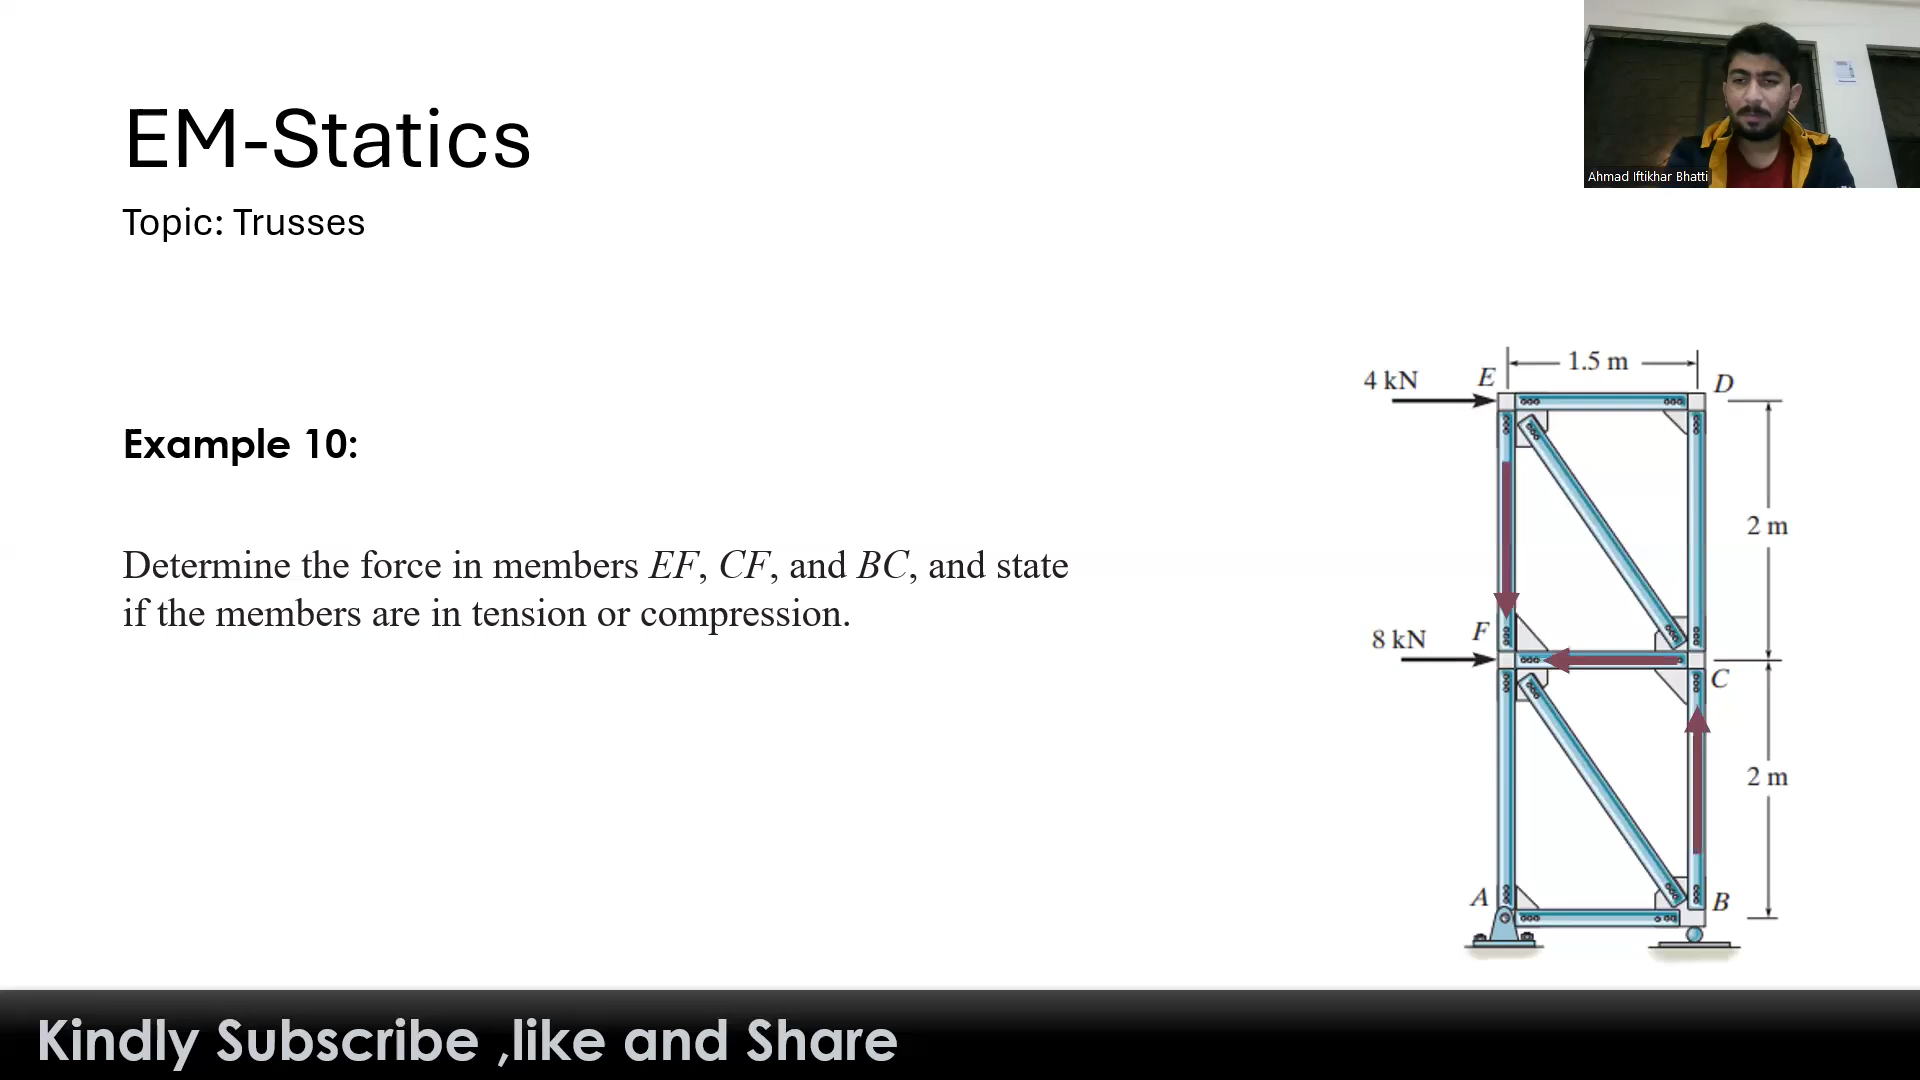 EM-Statics
Topic: Trusses
Ahmad Iftikhar Bhatti
Example 10:
Determine the force in members EF, CF, and BC, and state
if the members are in tension or compression.
1.5 m
4 kN
E
D
2 m
8 kN
F
C
2 m
A
B
Kindly Subscribe ,like and Share